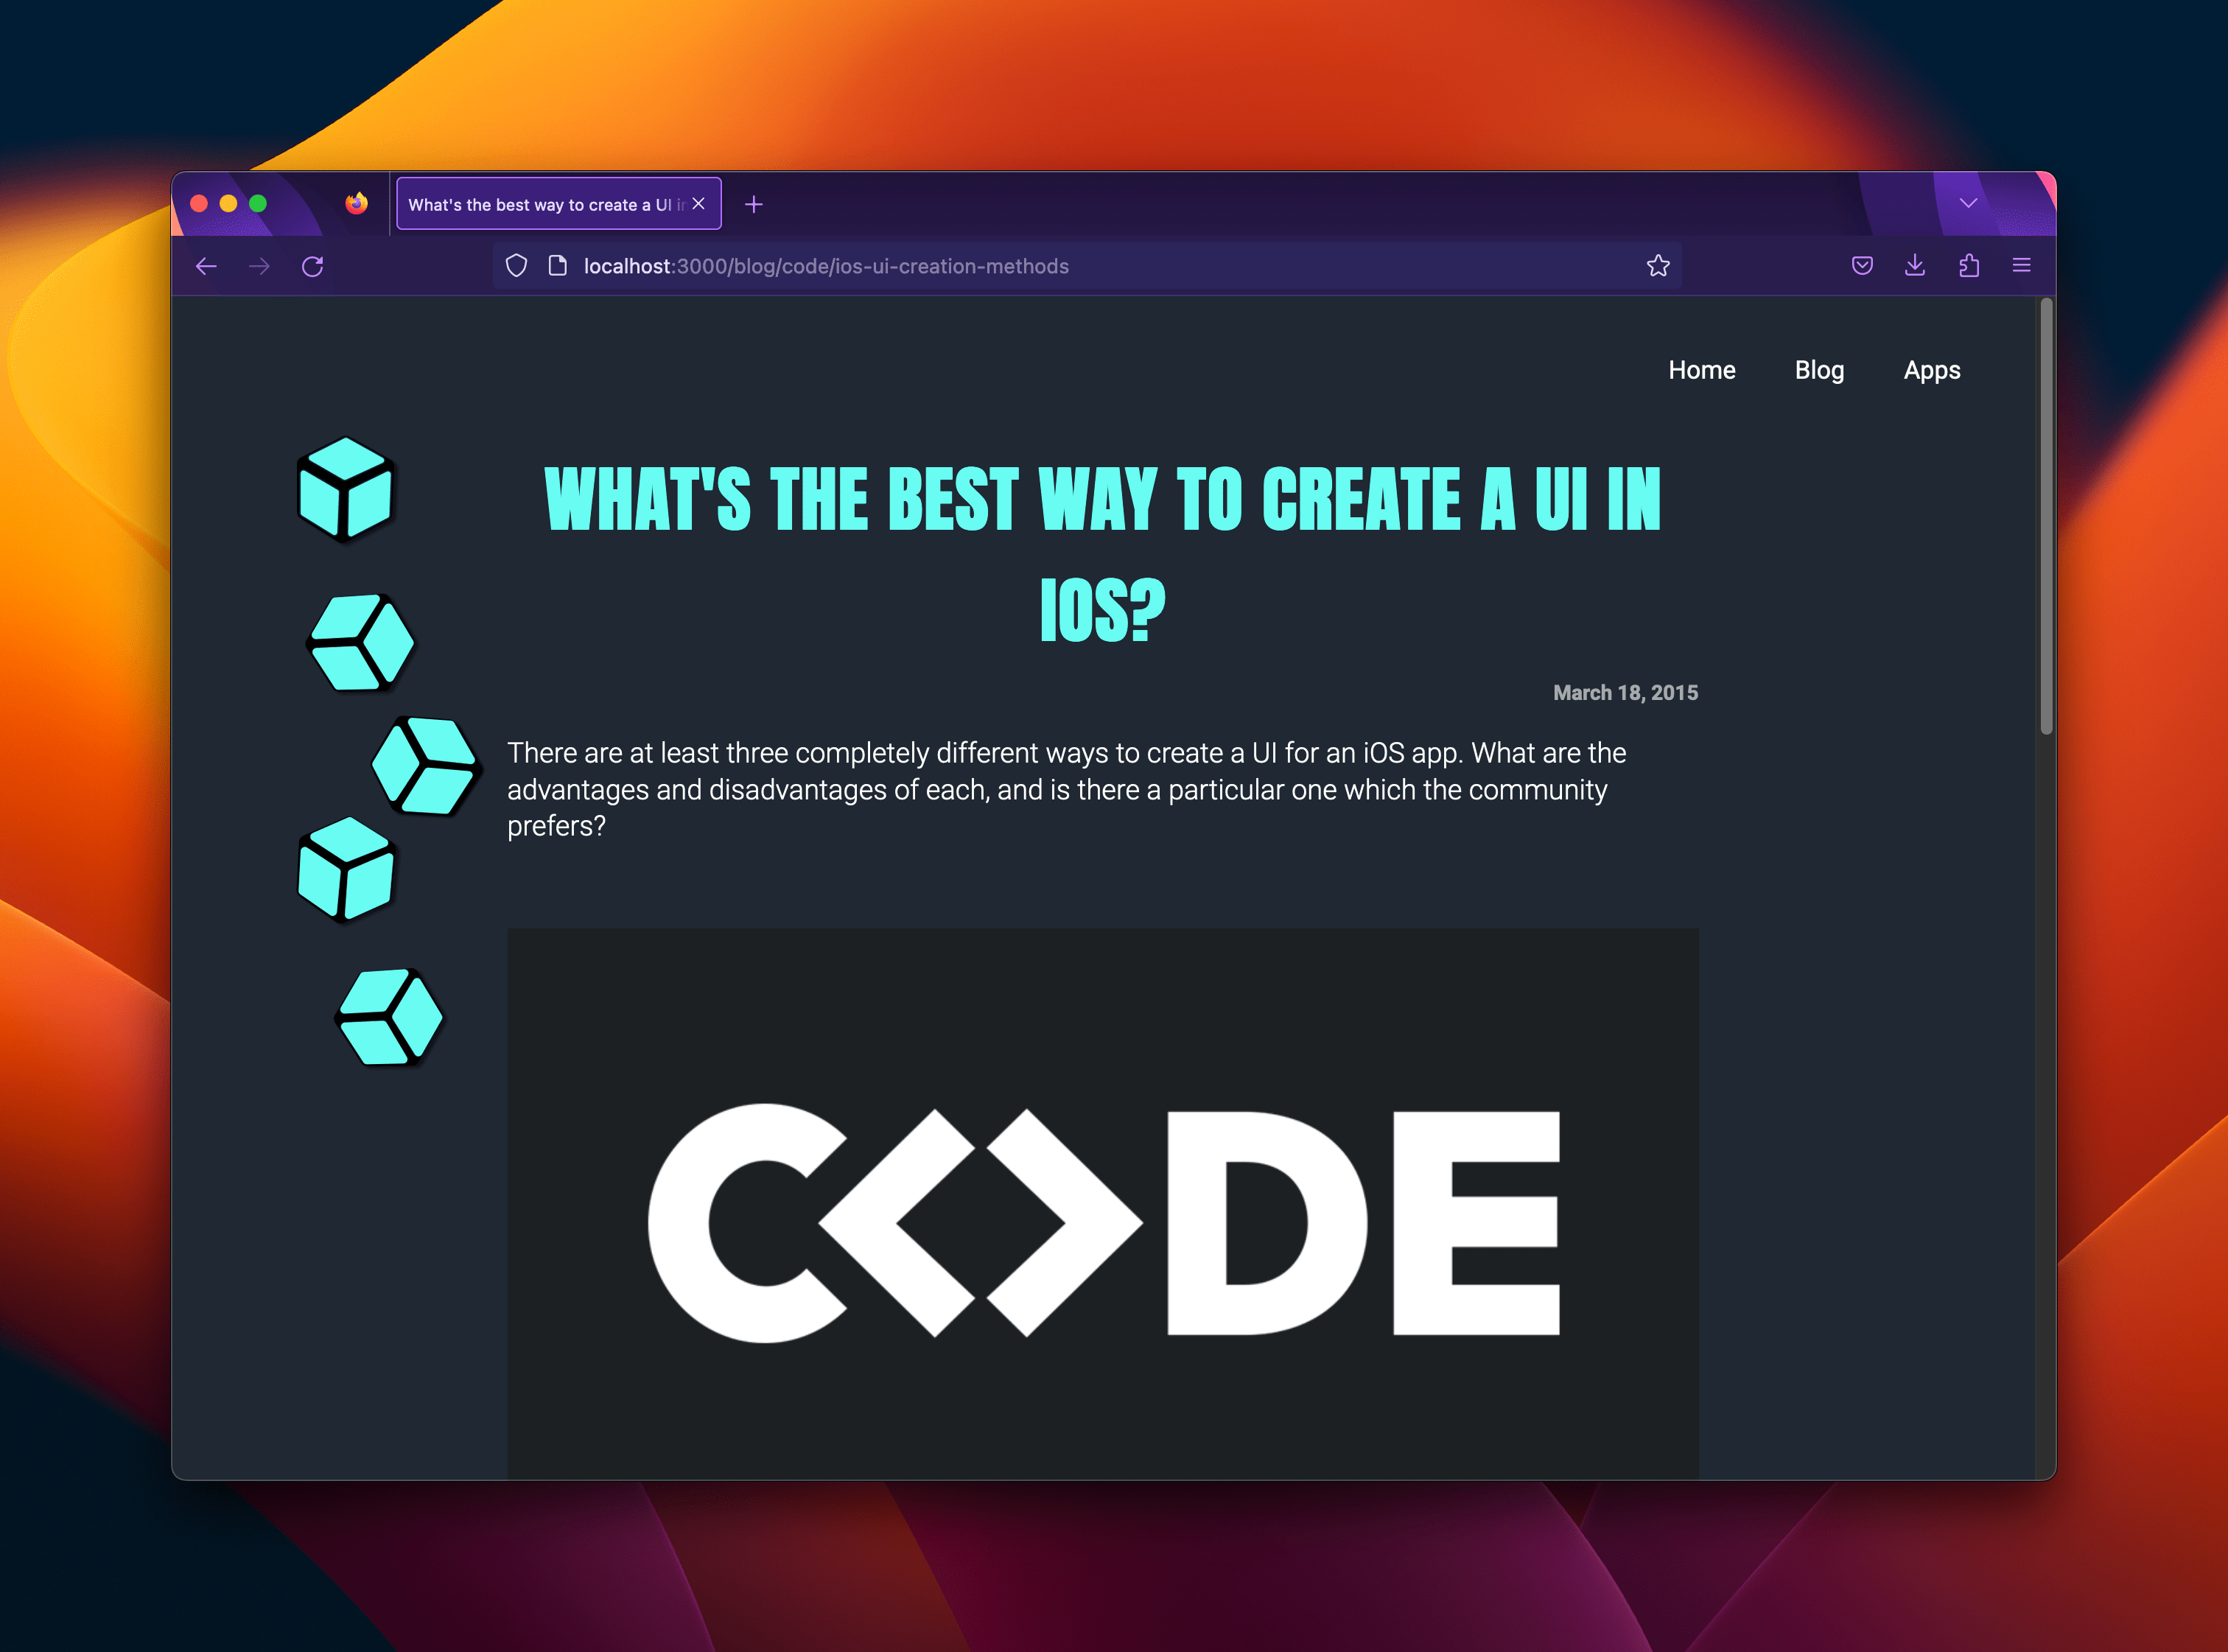 What's the best way to create a UI in
localhost:3000/blog/code/ios-ui-creation-methods
Home Blog Apps
WHAT'S THE BEST WAY TO CREATE A UI IN
IOS?
March 18, 2015
There are at least three completely different ways to create a UI for an iOS app. What are the
advantages and disadvantages of each, and is there a particular one which the community
prefers?
C<>DE